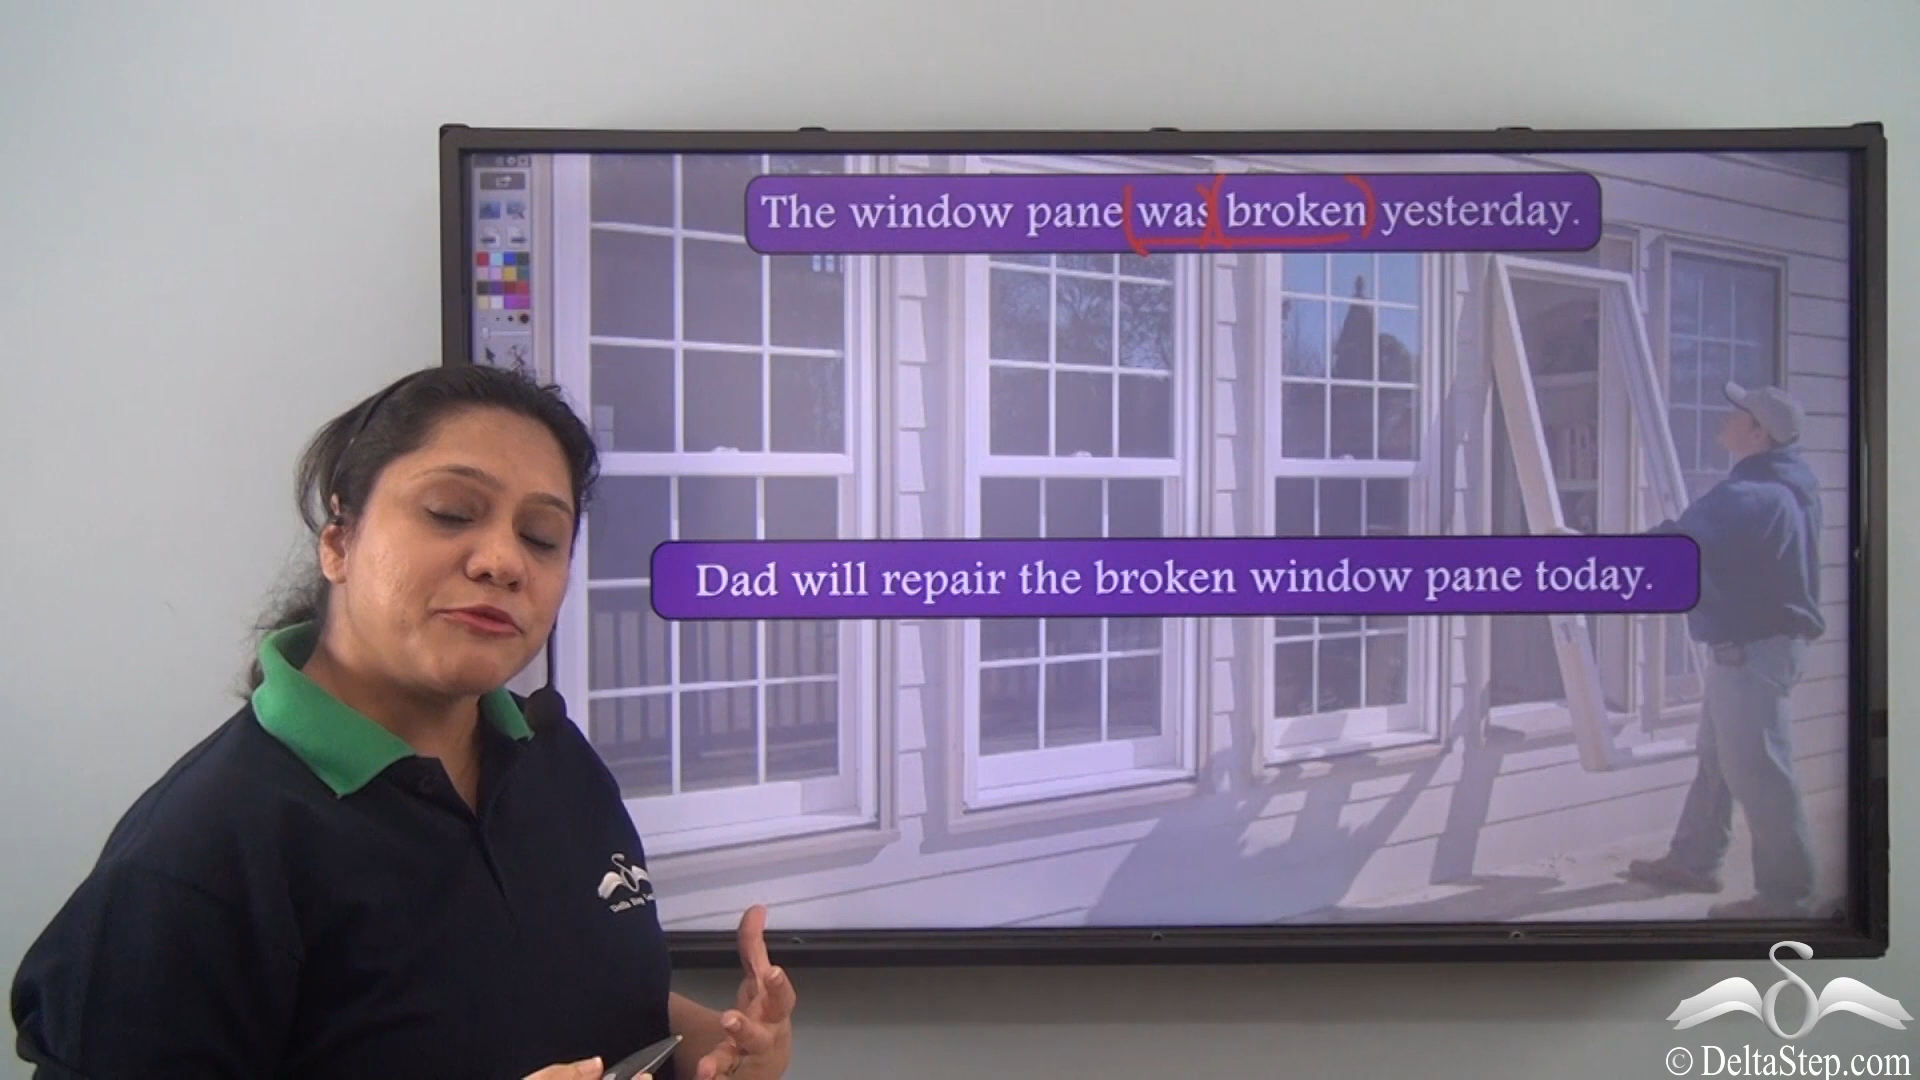 The window pane was broken yesterday.
Dad will repair the broken window pane today.
© DeltaStep.com